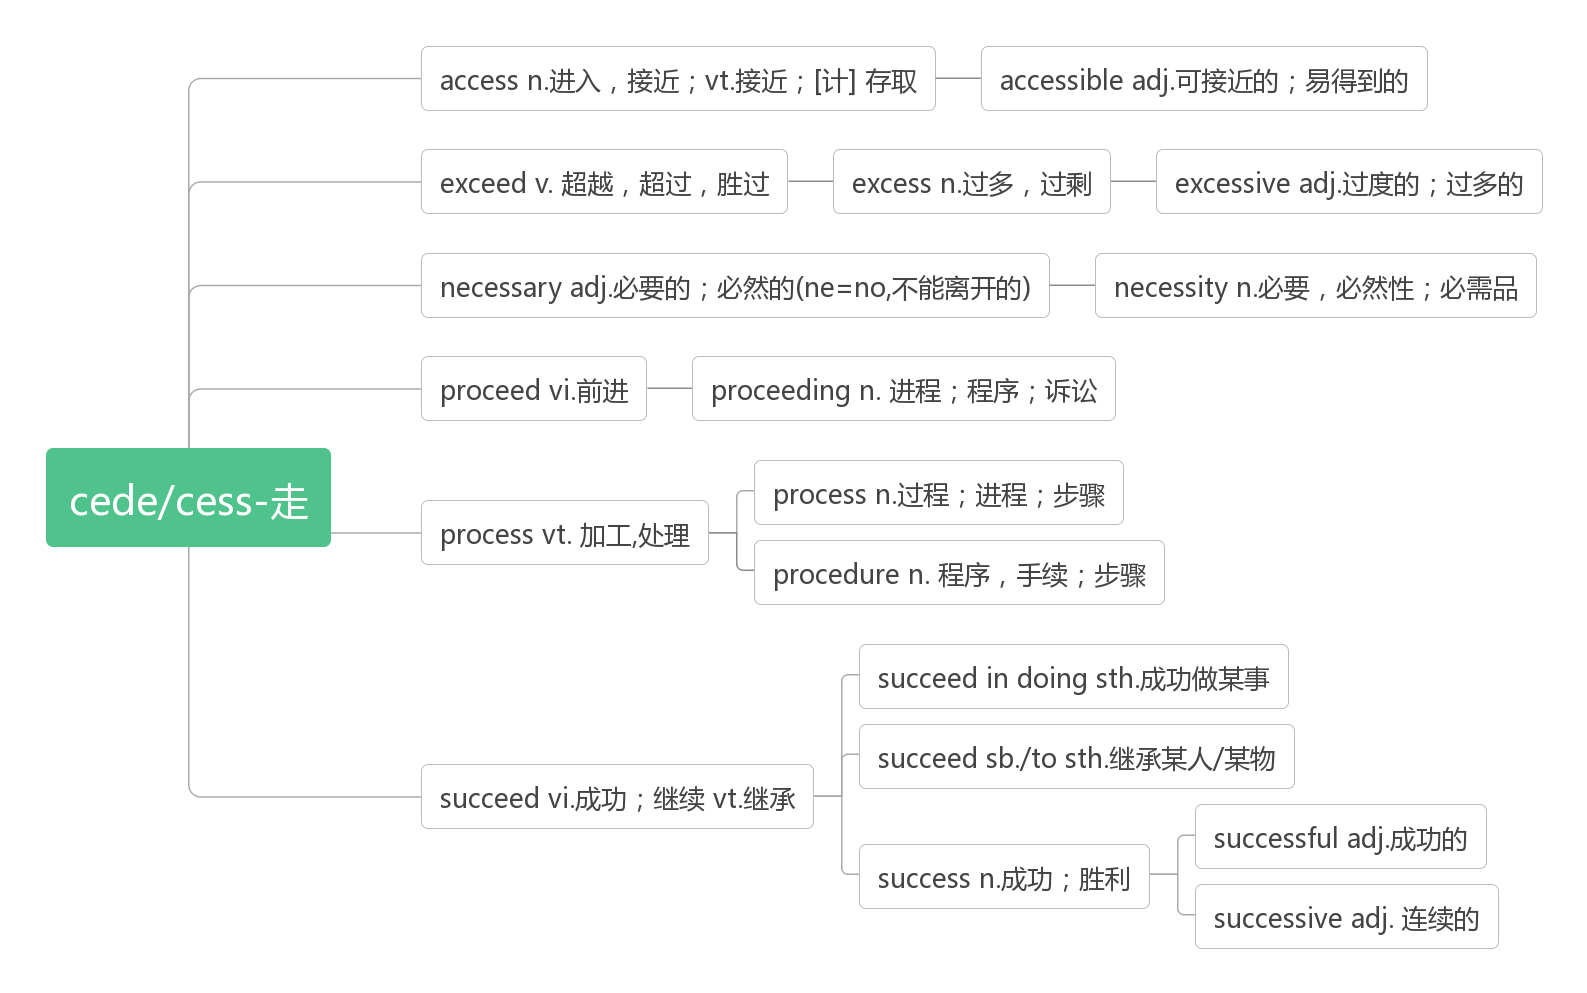 access n.进入，接近；vt.接近；[计] 存取
accessible adj.可接近的；易得到的
exceed v. 超越，超过，胜过
excess n.过多，过剩
excessive adj.过度的；过多的
necessary adj.必要的；必然的(ne=no,不能离开的)
necessity n.必要，必然性；必需品
proceed vi.前进
proceeding n. 进程；程序；诉讼
cede/cess-走
process vt. 加工,处理
process n.过程；进程；步骤
procedure n. 程序，手续；步骤
succeed vi.成功；继续 vt.继承
succeed in doing sth.成功做某事
succeed sb./to sth.继承某人/某物
success n.成功；胜利
successful adj.成功的
successive adj. 连续的